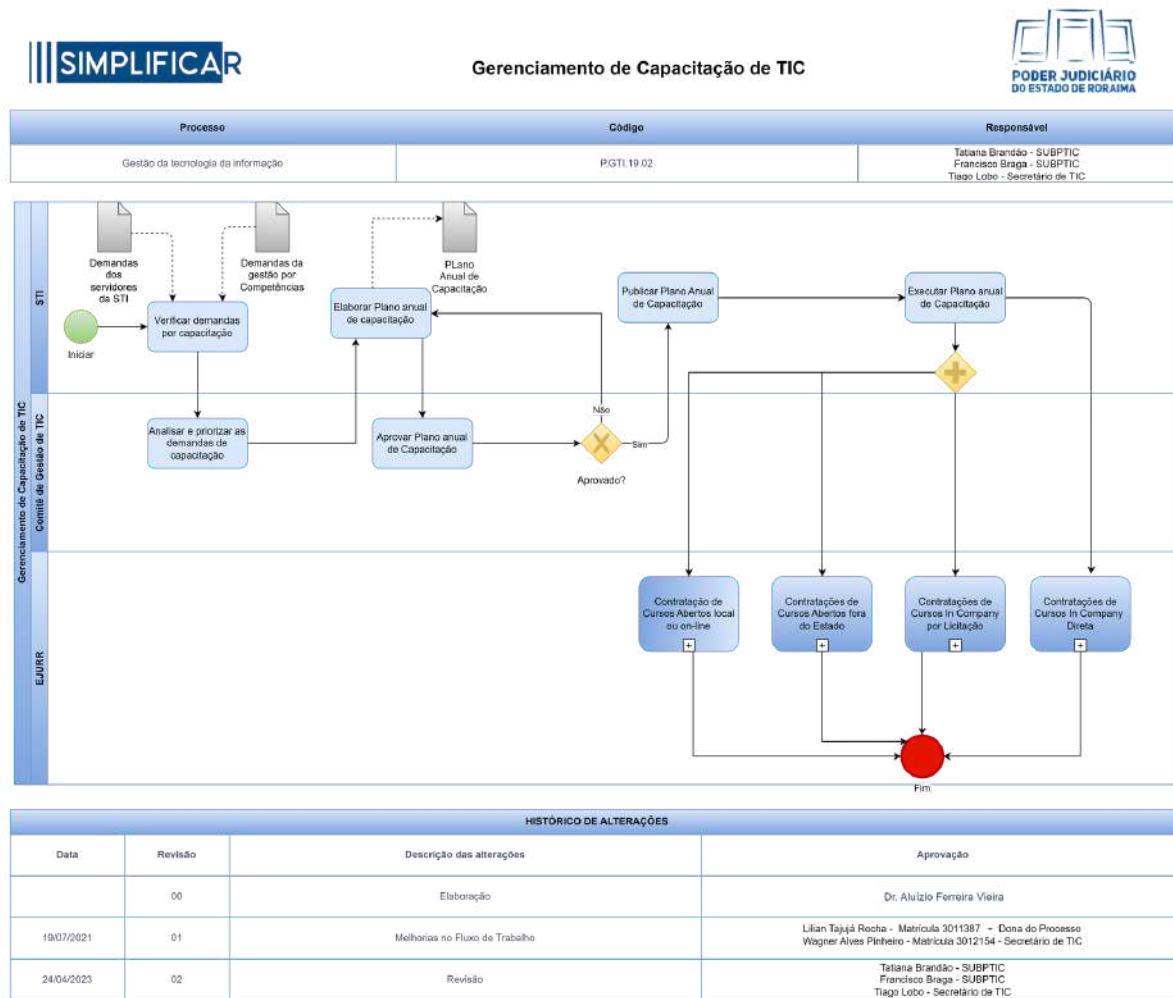 SIMPLIFICAR
Gerenciamento de Capacitação de TIC
PODER JUDICIÁRIO
DO ESTADO DE RORAIMA
Processo
Código
Responsável
Gestão da tecnologia da informação
P.GTI.19.02
Tatiana Brandão - SUBPTIC
Francisco Braga - SUBPTIC
Tiago Lobo - Secretário de TIC
Gerenciamento de Capacitação de TIC
STI
Demandas
dos
servidores
da STI
Demandas da
gestão por
Competências
PLano
Anual de
Capacitação
Iniciar
Verificar demandas
por capacitação
Elaborar Plano anual
de capacitação
Publicar Plano Anual
de Capacitação
Executar Plano anual
de Capacitação
Comitê de Gestão de TIC
Analisar e priorizar as
demandas de
capacitação
Aprovar Plano anual
de Capacitação
Não
Sim
Aprovado?
EJURR
Contratação de
Cursos Abertos local
ou on-line
Contratações de
Cursos Abertos fora
do Estado
Contratações de
Cursos In Company
por Licitação
Contratações de
Cursos In Company
Direta
Fim
HISTÓRICO DE ALTERAÇÕES
Data
Revisão
Descrição das alterações
Aprovação
00
Elaboração
Dr. Aluízio Ferreira Vieira
19/07/2021
01
Melhorias no Fluxo de Trabalho
Lilian Tajujá Rocha - Matrícula 3011387 - Dona do Processo
Wagner Alves Pinheiro - Matrícula 3012154 - Secretário de TIC
24/04/2023
02
Revisão
Tatiana Brandão - SUBPTIC
Francisco Braga - SUBPTIC
Tiago Lobo - Secretário de TIC